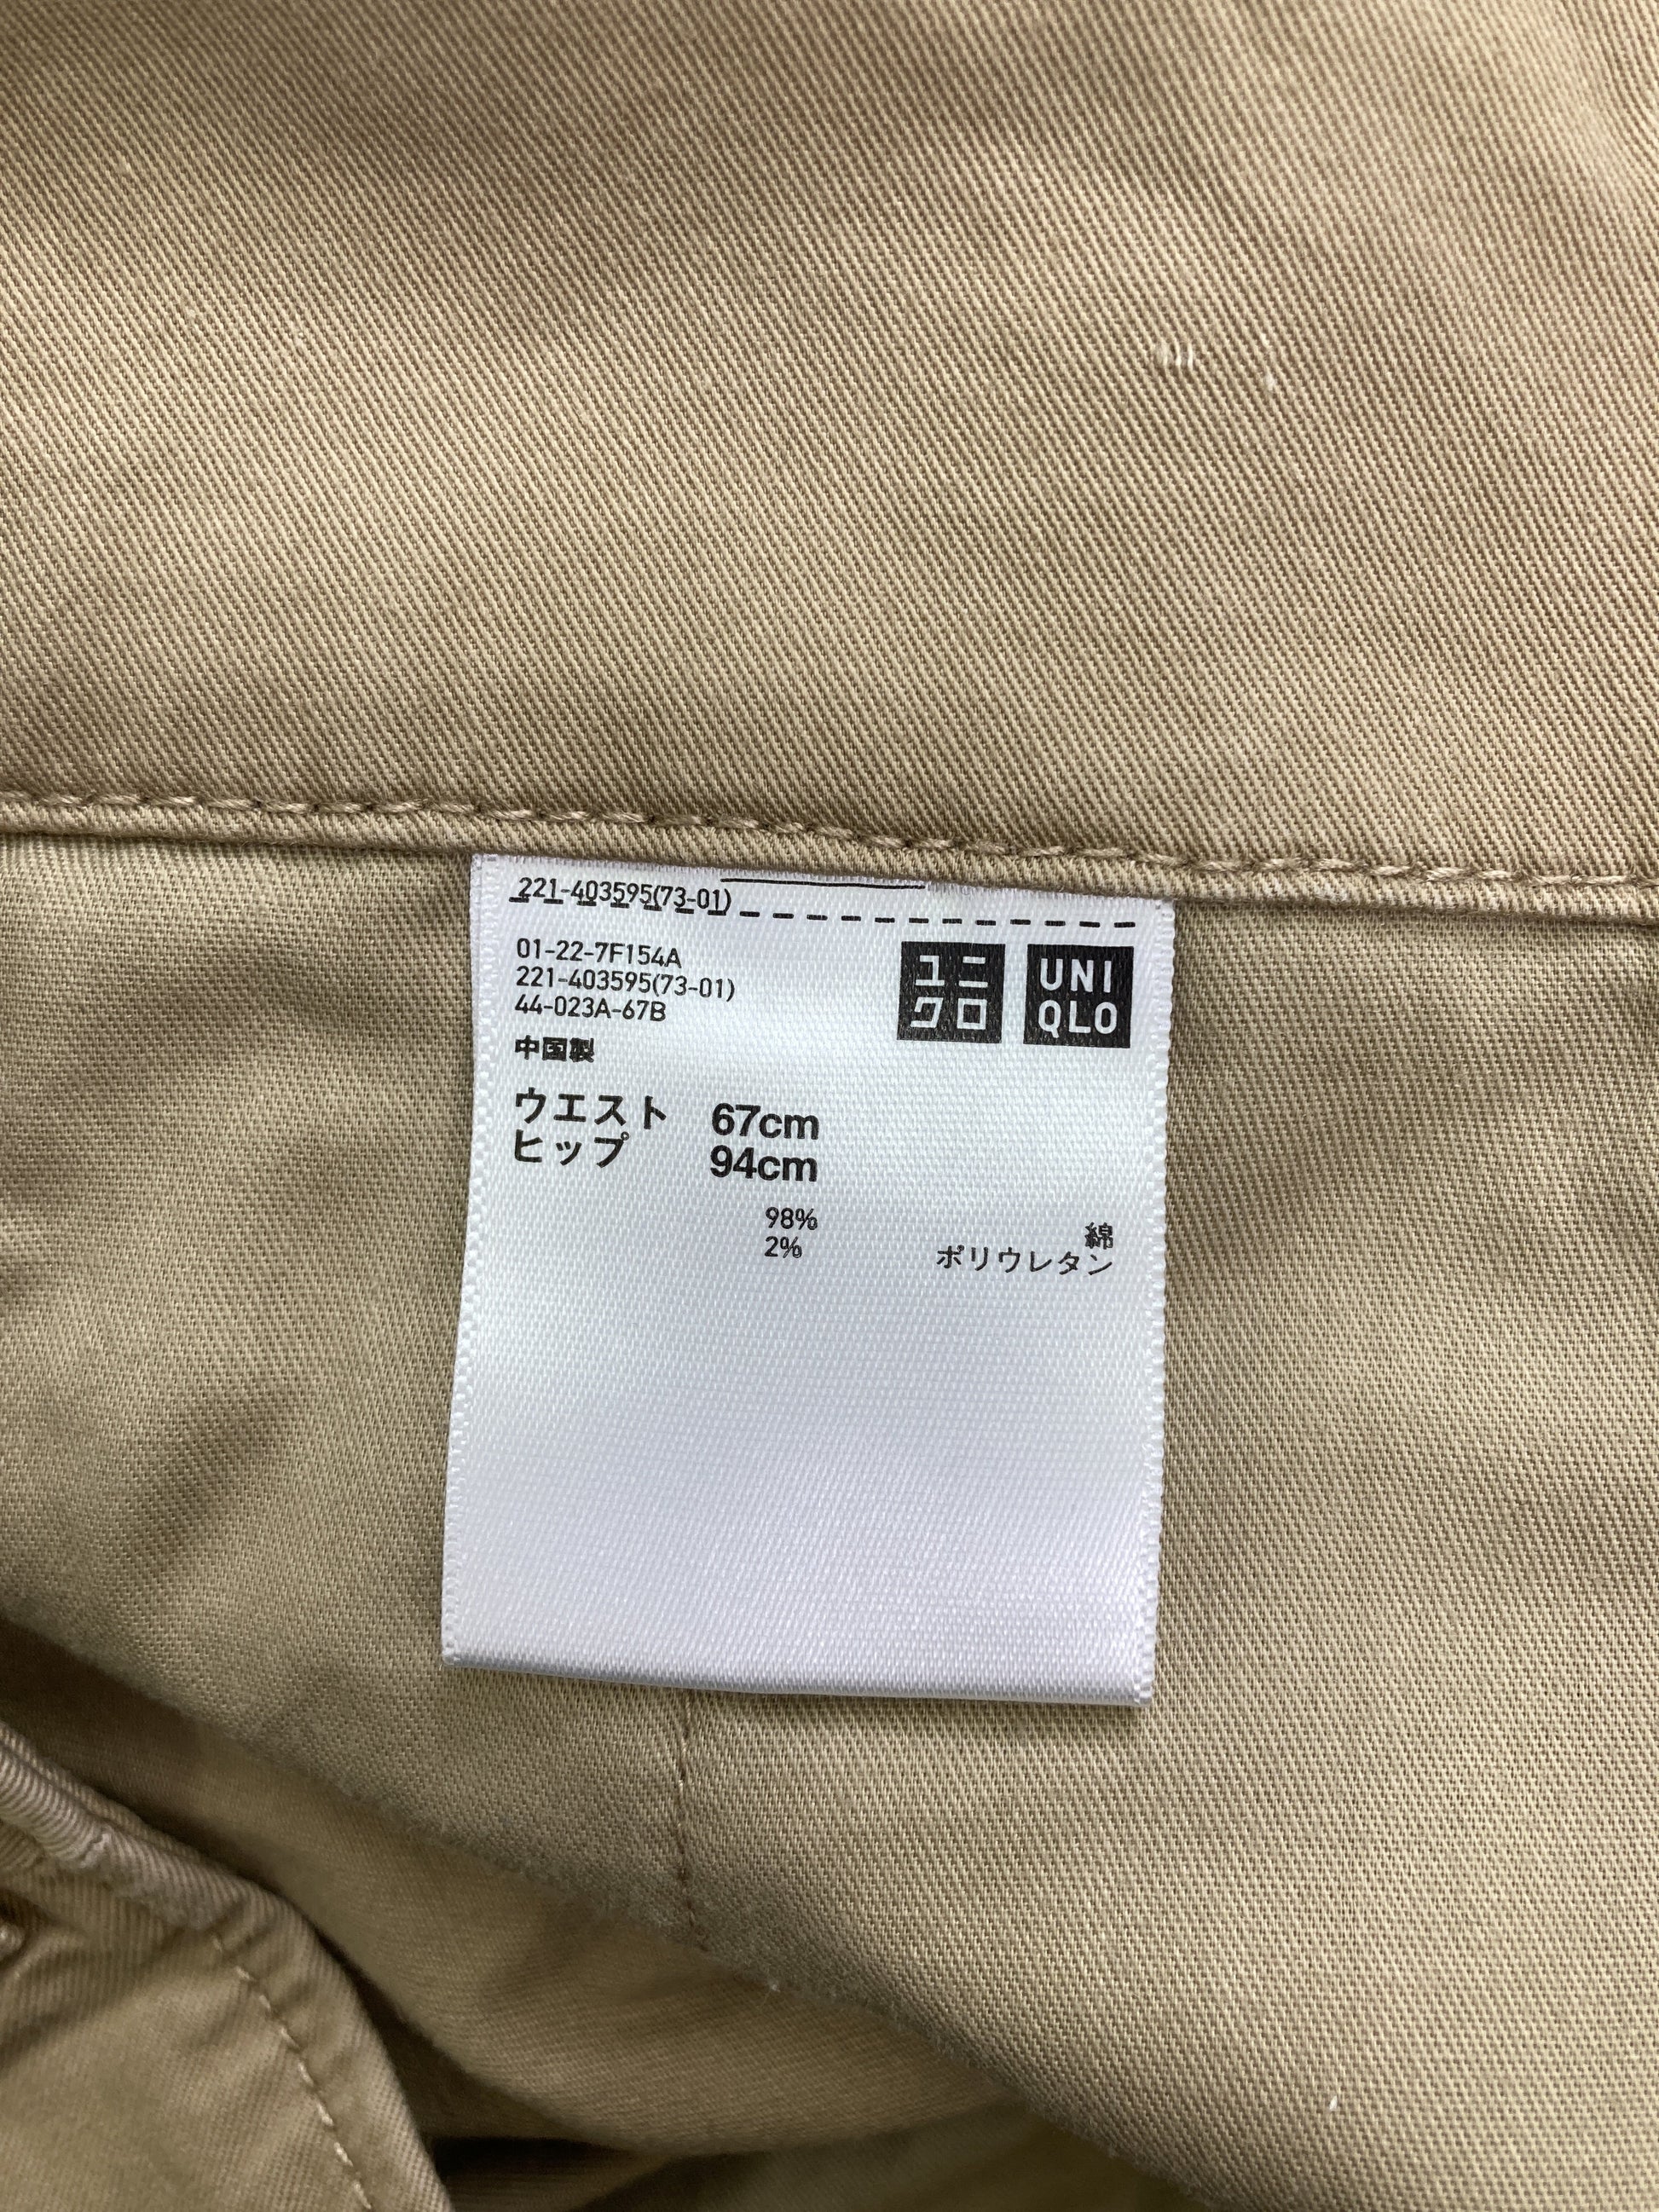 221-403595(73-01)
01-22-7F154A
221-403595(73-01)
44-023A-67B
ユニ
クロ
UNI
QLO
中国製
ウエスト 67cm
ヒップ 94cm
98% 綿
2% ポリウレタン